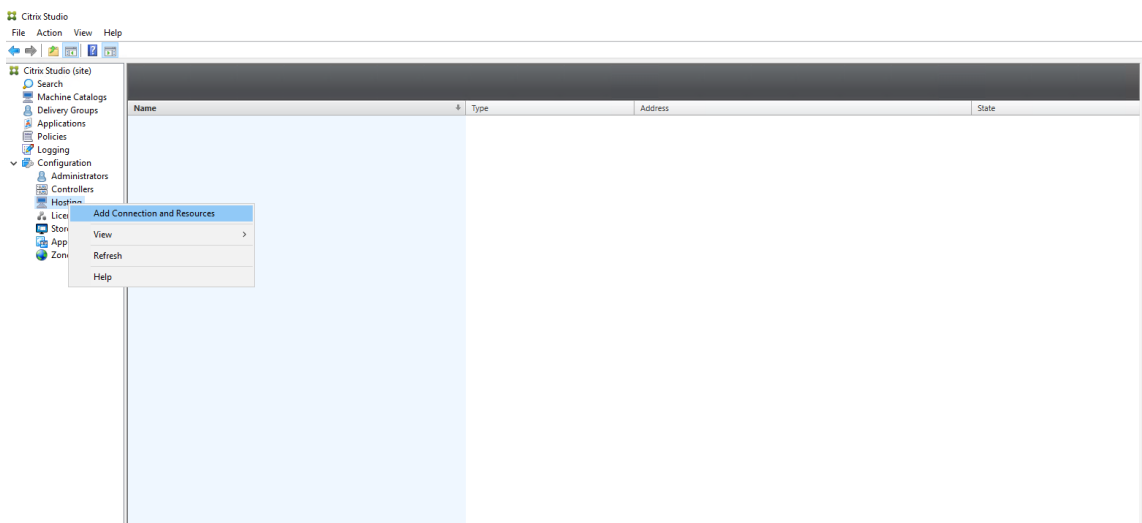 Citrix Studio
File Action View Help
Citrix Studio (site)
Search
Machine Catalogs
Delivery Groups
Applications
Policies
Logging
Configuration
Administrators
Controllers
Hosting
Name Type Address State
Add Connection and Resources
View
Refresh
Help